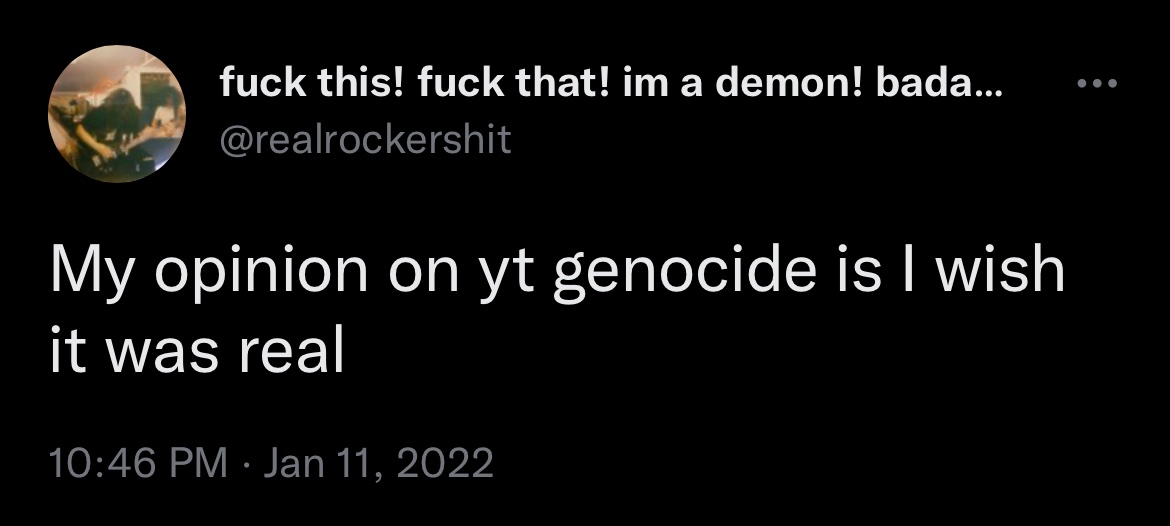 fuck this! fuck that! im a demon! bada...
@realrockershit
My opinion on yt genocide is I wish
it was real
10:46 PM · Jan 11, 2022